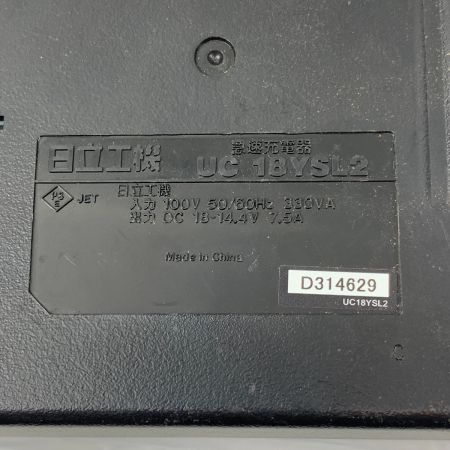 急速充電器
日立工機 UC 18YSL2
PS
E
JET
日立工機
入力 100V 50/60Hz 330VA
出力 DC 18-14.4V 7.5A
Made in China
D314629
UC18YSL2